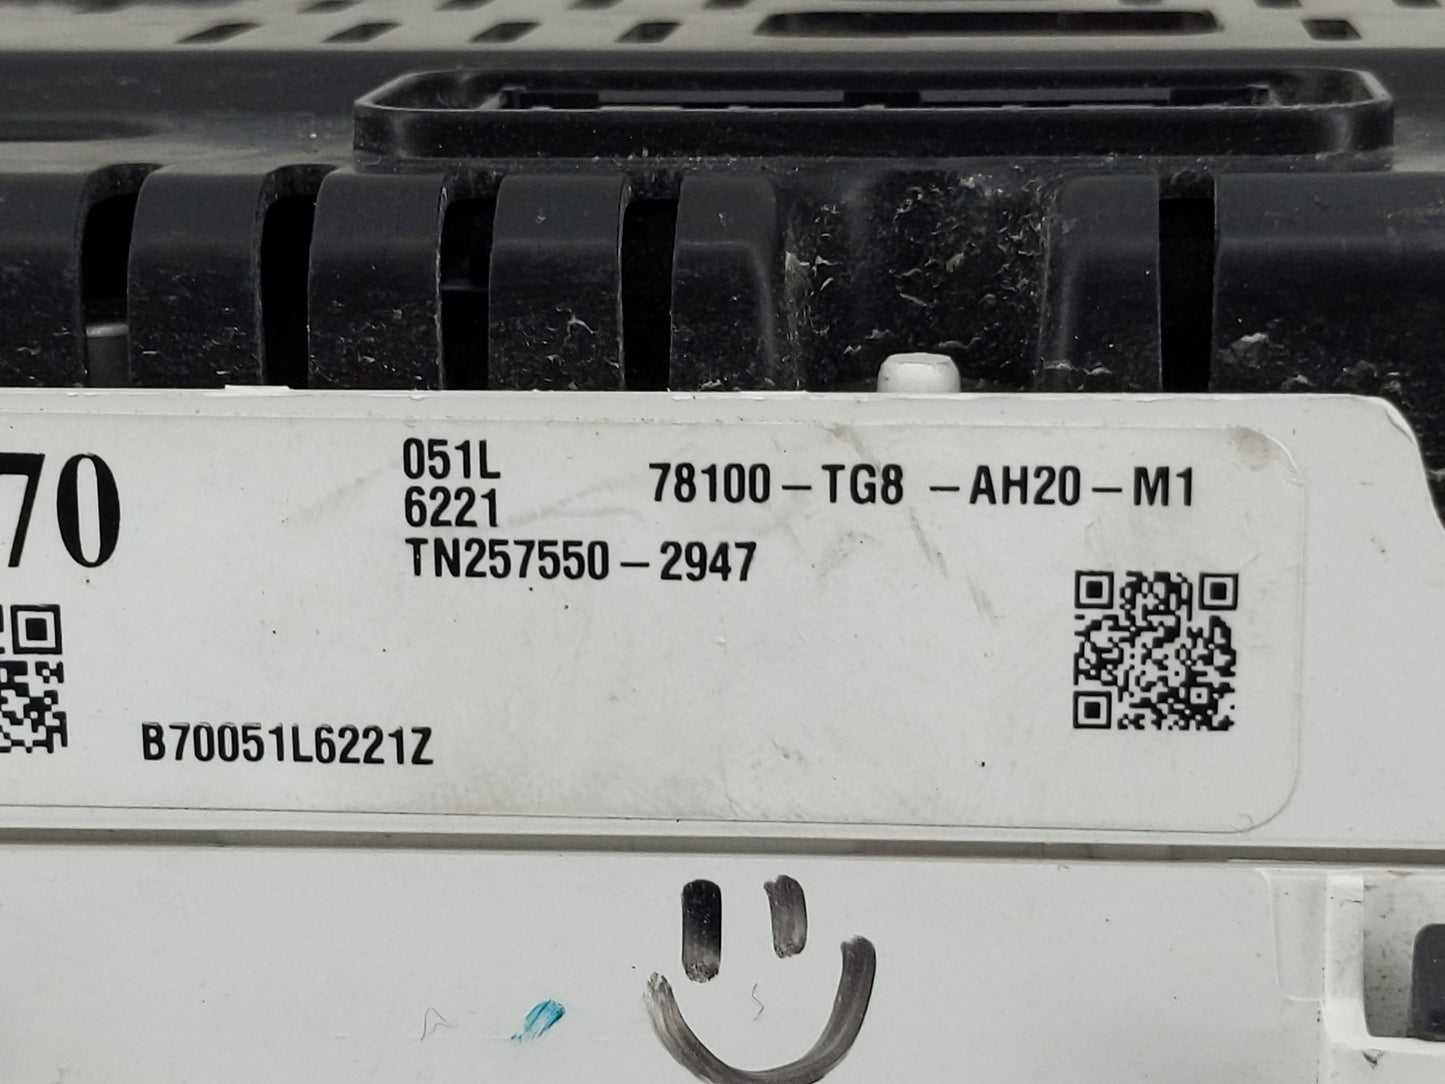 70
051L
6221
78100-TG8 -AH20-M1
TN257550-2947
B70051L6221Z